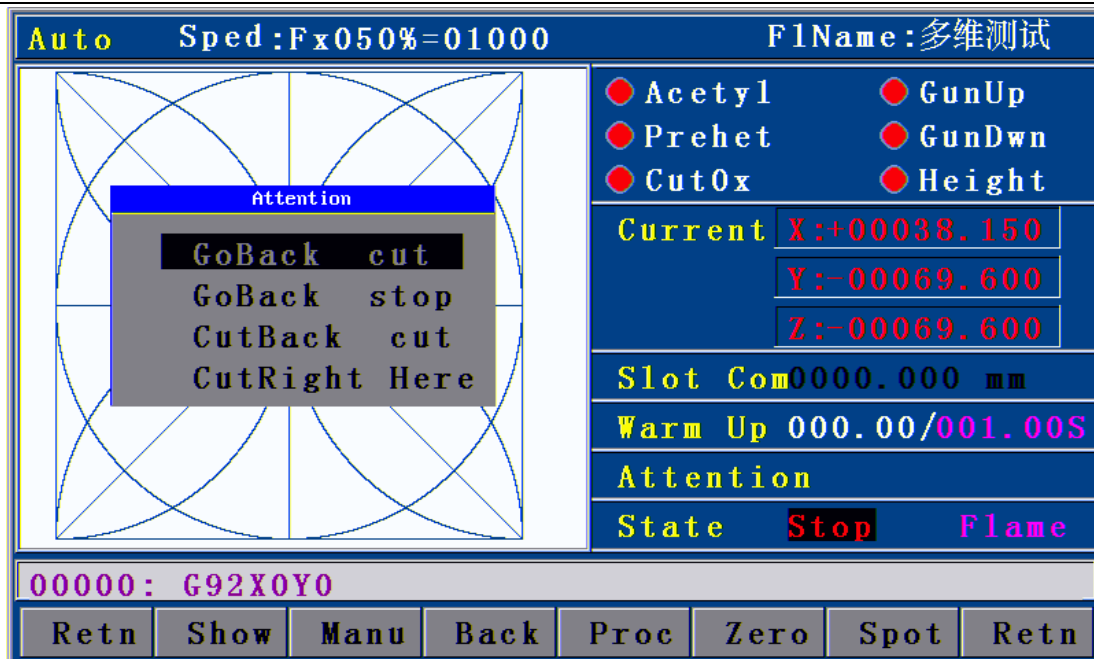 Auto Sped:Fx050%=01000 FlName:多维测试
Acetyl GunUp
Prehet GunDwn
CutOx Height
Attention
GoBack cut
GoBack stop
CutBack cut
CutRight Here
Current X:+00038.150
Y:-00069.600
Z:-00069.600
Slot Com0000.000 mm
Warm Up 000.00/001.00S
Attention
State Stop Flame
00000: G92X0Y0
Retn Show Manu Back Proc Zero Spot Retn